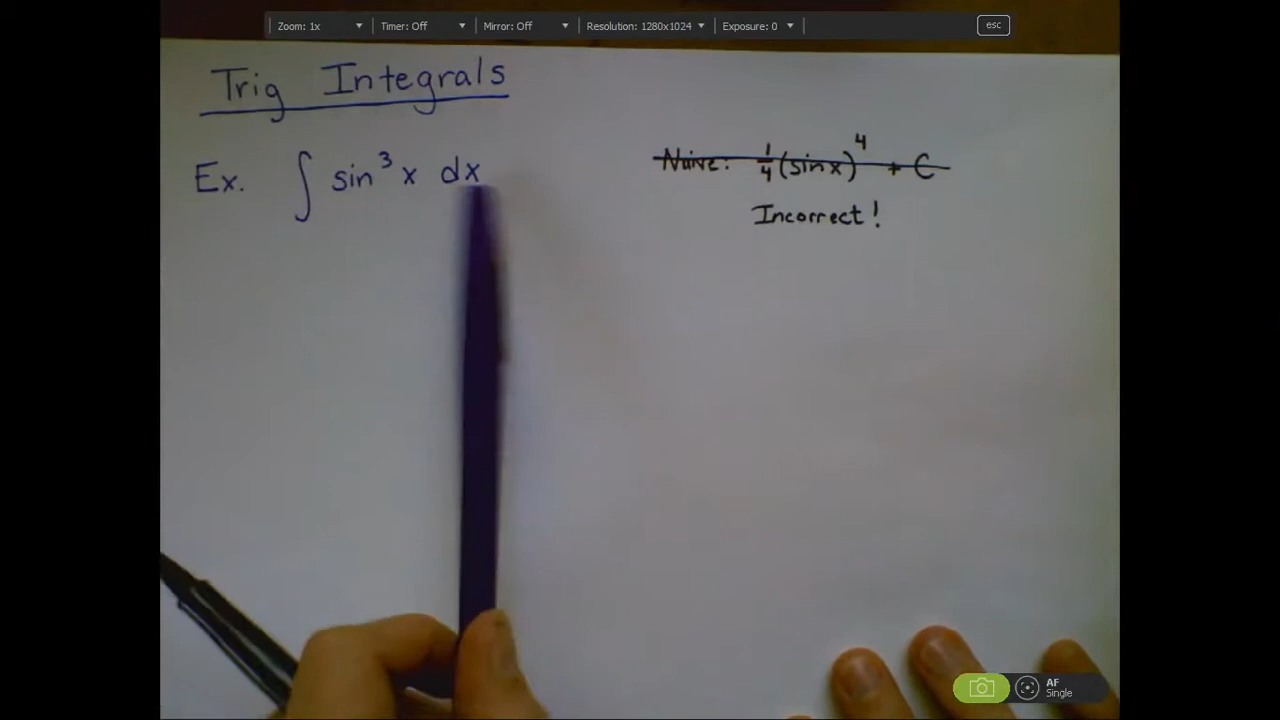 Zoom: 1x Timer: Off Mirror: Off Resolution: 1280x1024 Exposure: 0 esc
Trig Integrals
Ex. ∫ sin³ x dx
Naive: 1/4 (sin x)⁴ + C
Incorrect!
AF
Single